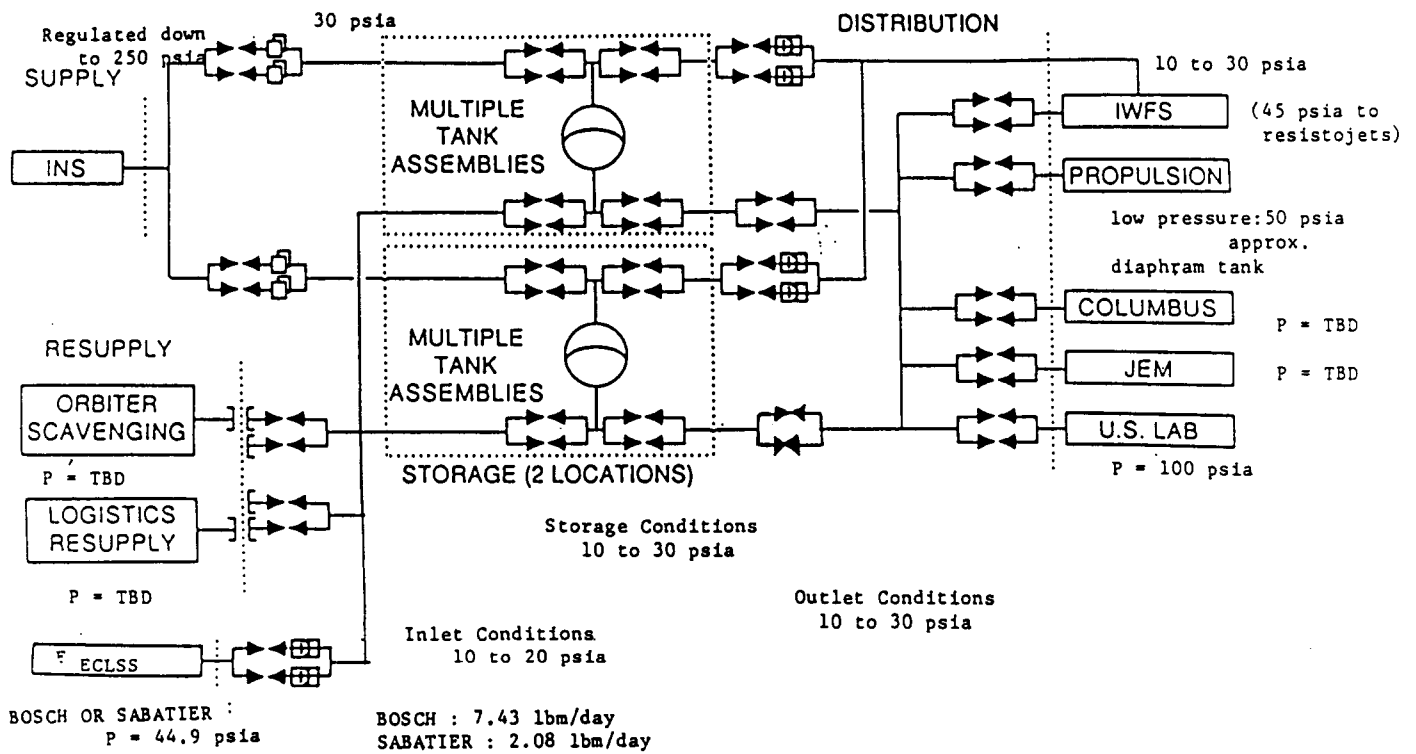 30 psia
DISTRIBUTION
Regulated down
to 250 psia
SUPPLY
10 to 30 psia
MULTIPLE
TANK
ASSEMBLIES
IWFS
(45 psia to
resistojets)
INS
PROPULSION
low pressure:50 psia
approx.
diaphram tank
COLUMBUS
P = TBD
MULTIPLE
TANK
ASSEMBLIES
RESUPPLY
JEM
P = TBD
ORBITER
SCAVENGING
U.S. LAB
P = TBD
STORAGE (2 LOCATIONS)
P = 100 psia
LOGISTICS
RESUPPLY
Storage Conditions
10 to 30 psia
P = TBD
Outlet Conditions
10 to 30 psia
Inlet Conditions
10 to 20 psia
ECLSS
BOSCH OR SABATIER :
P = 44.9 psia
BOSCH : 7.43 lbm/day
SABATIER : 2.08 lbm/day